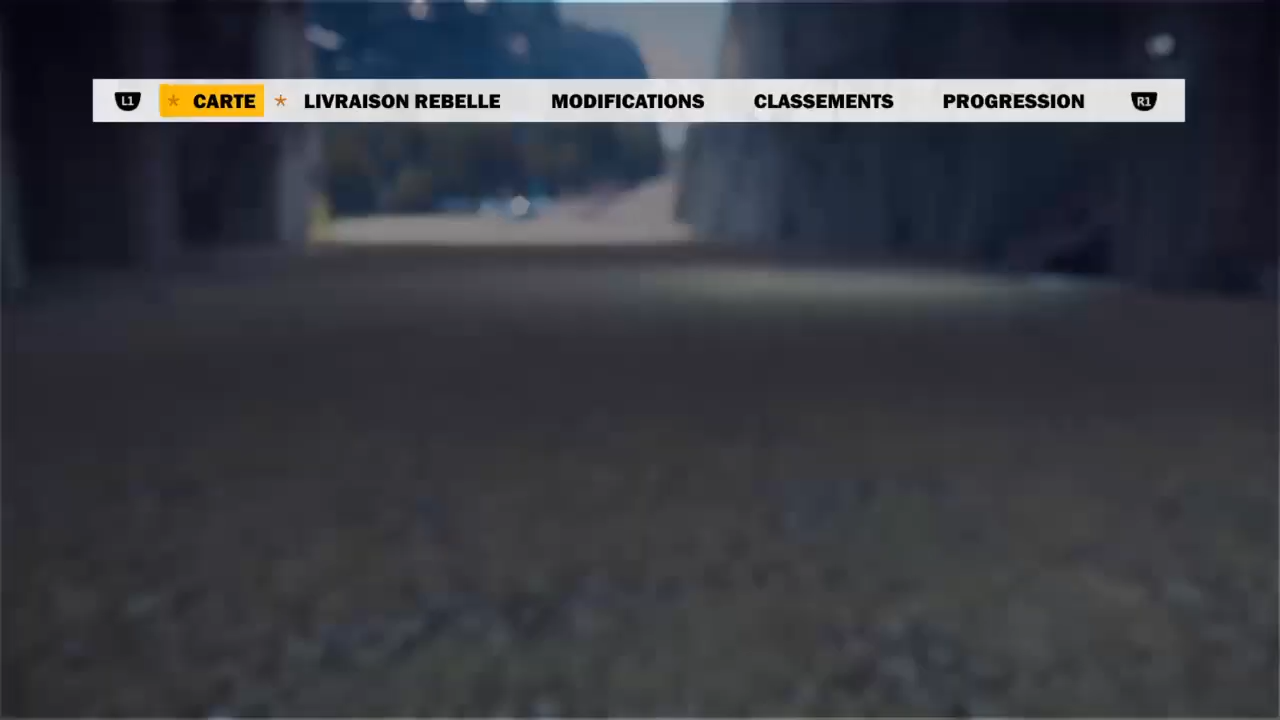 L1 * CARTE * LIVRAISON REBELLE MODIFICATIONS CLASSEMENTS PROGRESSION R1